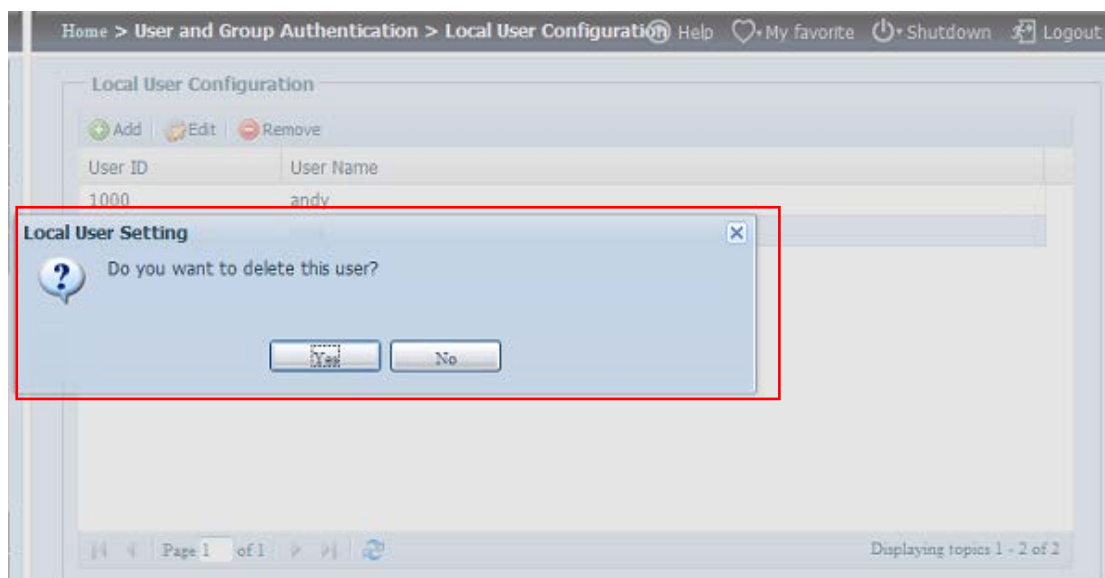 Home > User and Group Authentication > Local User Configuration Help My favorite Shutdown Logout
Local User Configuration
Add Edit Remove
User ID User Name
1000 andy
Local User Setting
Do you want to delete this user?
Yes No
Page 1 of 1 Displaying topics 1 - 2 of 2